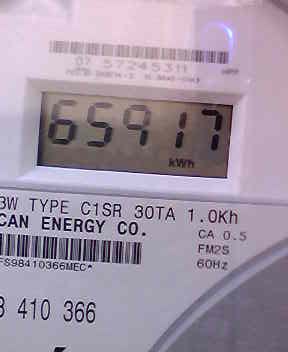 07 57245311
65917
kWh
3W TYPE C1SR 30TA 1.0Kh
CAN ENERGY CO.
CA 0.5
FM2S
60Hz
FS98410366MEC*
3 410 366